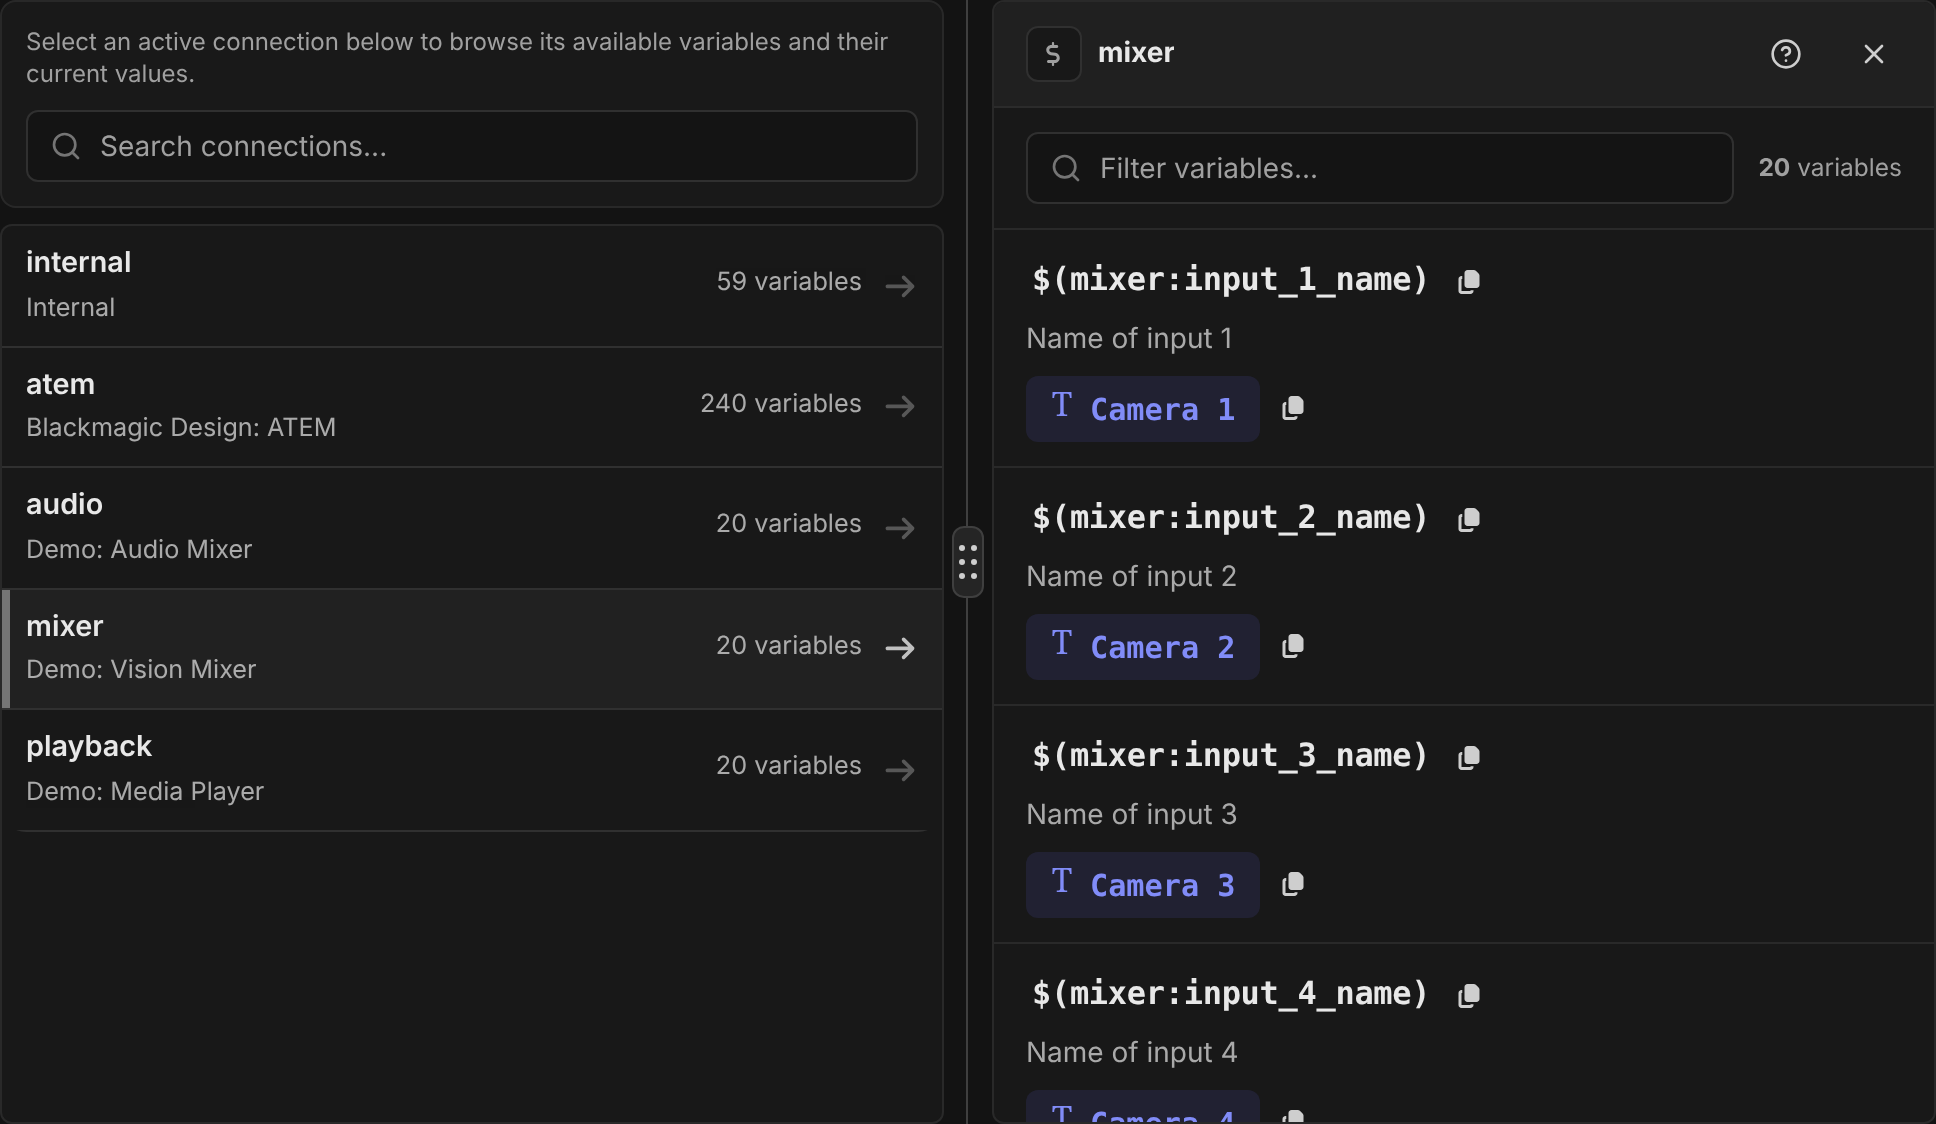 Select an active connection below to browse its available variables and their
current values.
Search connections...
internal
Internal
59 variables
atem
Blackmagic Design: ATEM
240 variables
audio
Demo: Audio Mixer
20 variables
mixer
Demo: Vision Mixer
20 variables
playback
Demo: Media Player
20 variables
$ mixer
Filter variables...
20 variables
$(mixer:input_1_name)
Name of input 1
T Camera 1
$(mixer:input_2_name)
Name of input 2
T Camera 2
$(mixer:input_3_name)
Name of input 3
T Camera 3
$(mixer:input_4_name)
Name of input 4
T Camera 4